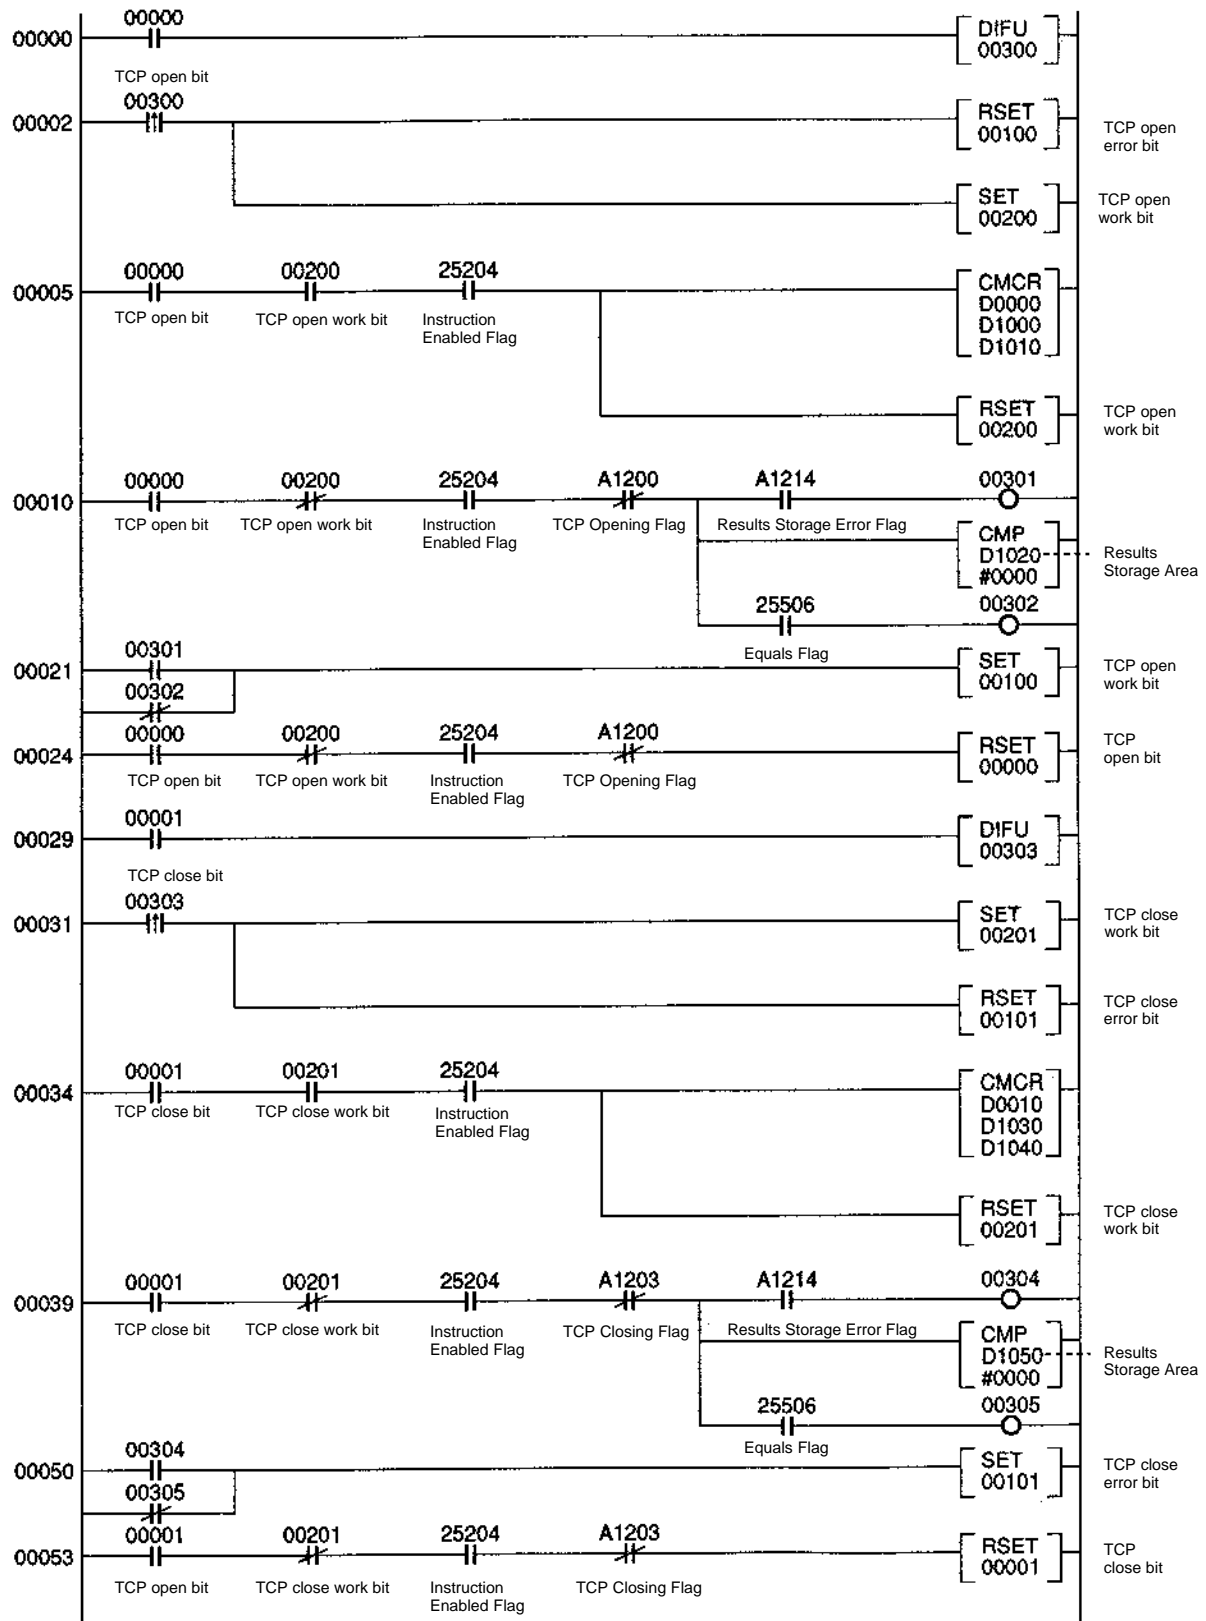 00000
00000 DIFU
00300
TCP open bit
00300
00002 RSET
00100
TCP open
error bit
SET
00200
TCP open
work bit
00000 00200 25204
00005 CMCR
D0000
D1000
D1010
TCP open bit TCP open work bit Instruction
Enabled Flag
RSET
00200
TCP open
work bit
00000 00200 25204 A1200 A1214 00301
00010
TCP open bit TCP open work bit Instruction
Enabled Flag TCP Opening Flag Results Storage Error Flag
CMP
D1020
#0000
Results
Storage Area
25506 00302
Equals Flag
00301
00021 SET
00100
TCP open
work bit
00302
00000 00200 25204 A1200
00024 RSET
00000
TCP
open bit
TCP open bit TCP open work bit Instruction
Enabled Flag TCP Opening Flag
00001
00029 DIFU
00303
TCP close bit
00303
00031 SET
00201
TCP close
work bit
RSET
00101
TCP close
error bit
00001 00201 25204
00034 CMCR
D0010
D1030
D1040
TCP close bit TCP close work bit Instruction
Enabled Flag
RSET
00201
TCP close
work bit
00001 00201 25204 A1203 A1214 00304
00039
TCP close bit TCP close work bit Instruction
Enabled Flag TCP Closing Flag Results Storage Error Flag
CMP
D1050
#0000
Results
Storage Area
25506 00305
Equals Flag
00304
00050 SET
00101
TCP close
error bit
00305
00001 00201 25204 A1203
00053 RSET
00001
TCP
close bit
TCP open bit TCP close work bit Instruction
Enabled Flag TCP Closing Flag